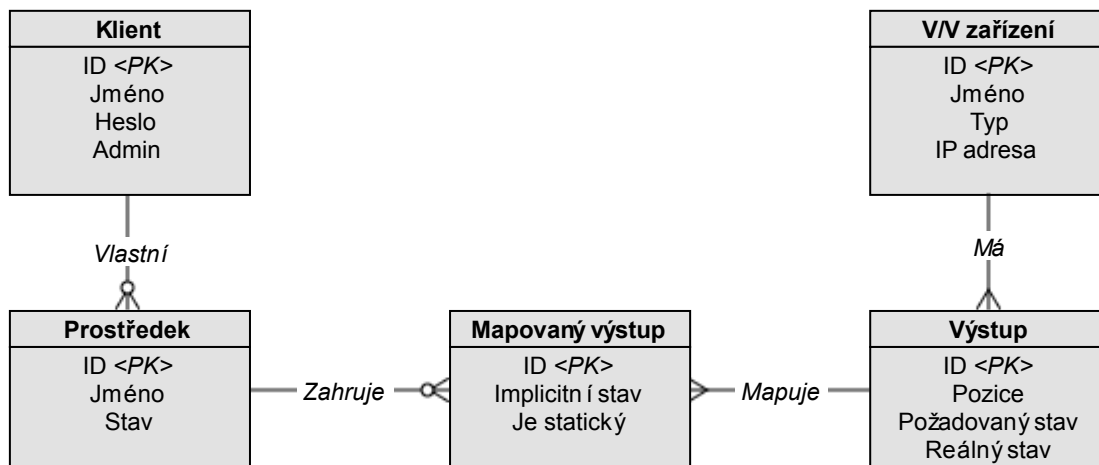 Klient
ID <PK>
Jméno
Heslo
Admin
V/V zařízení
ID <PK>
Jméno
Typ
IP adresa
Vlastní
Má
Prostředek
ID <PK>
Jméno
Stav
Zahruje
Mapovaný výstup
ID <PK>
Implicitní stav
Je statický
Mapuje
Výstup
ID <PK>
Pozice
Požadovaný stav
Reálný stav